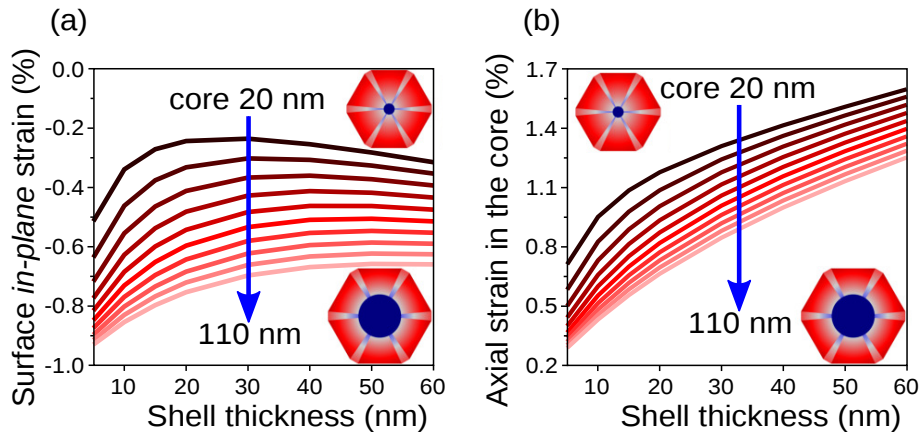 (a)
Surface in-plane strain (%)
0.0
-0.2
-0.4
-0.6
-0.8
-1.0
core 20 nm
110 nm
10 20 30 40 50 60
Shell thickness (nm)
(b)
Axial strain in the core (%)
1.7
1.4
1.1
0.8
0.5
0.2
core 20 nm
110 nm
10 20 30 40 50 60
Shell thickness (nm)